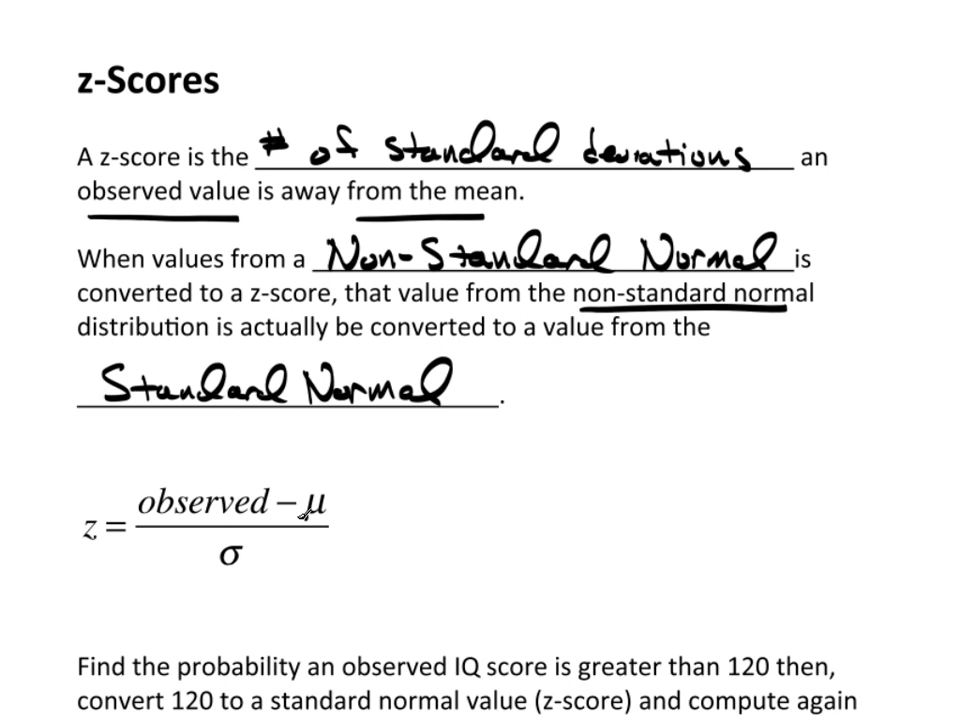 z-Scores
A z-score is the # of standard deviations an
observed value is away from the mean.
When values from a Non-Standard Normal is
converted to a z-score, that value from the non-standard normal
distribution is actually be converted to a value from the
Standard Normal.
z = observed − μ
σ
Find the probability an observed IQ score is greater than 120 then,
convert 120 to a standard normal value (z-score) and compute again